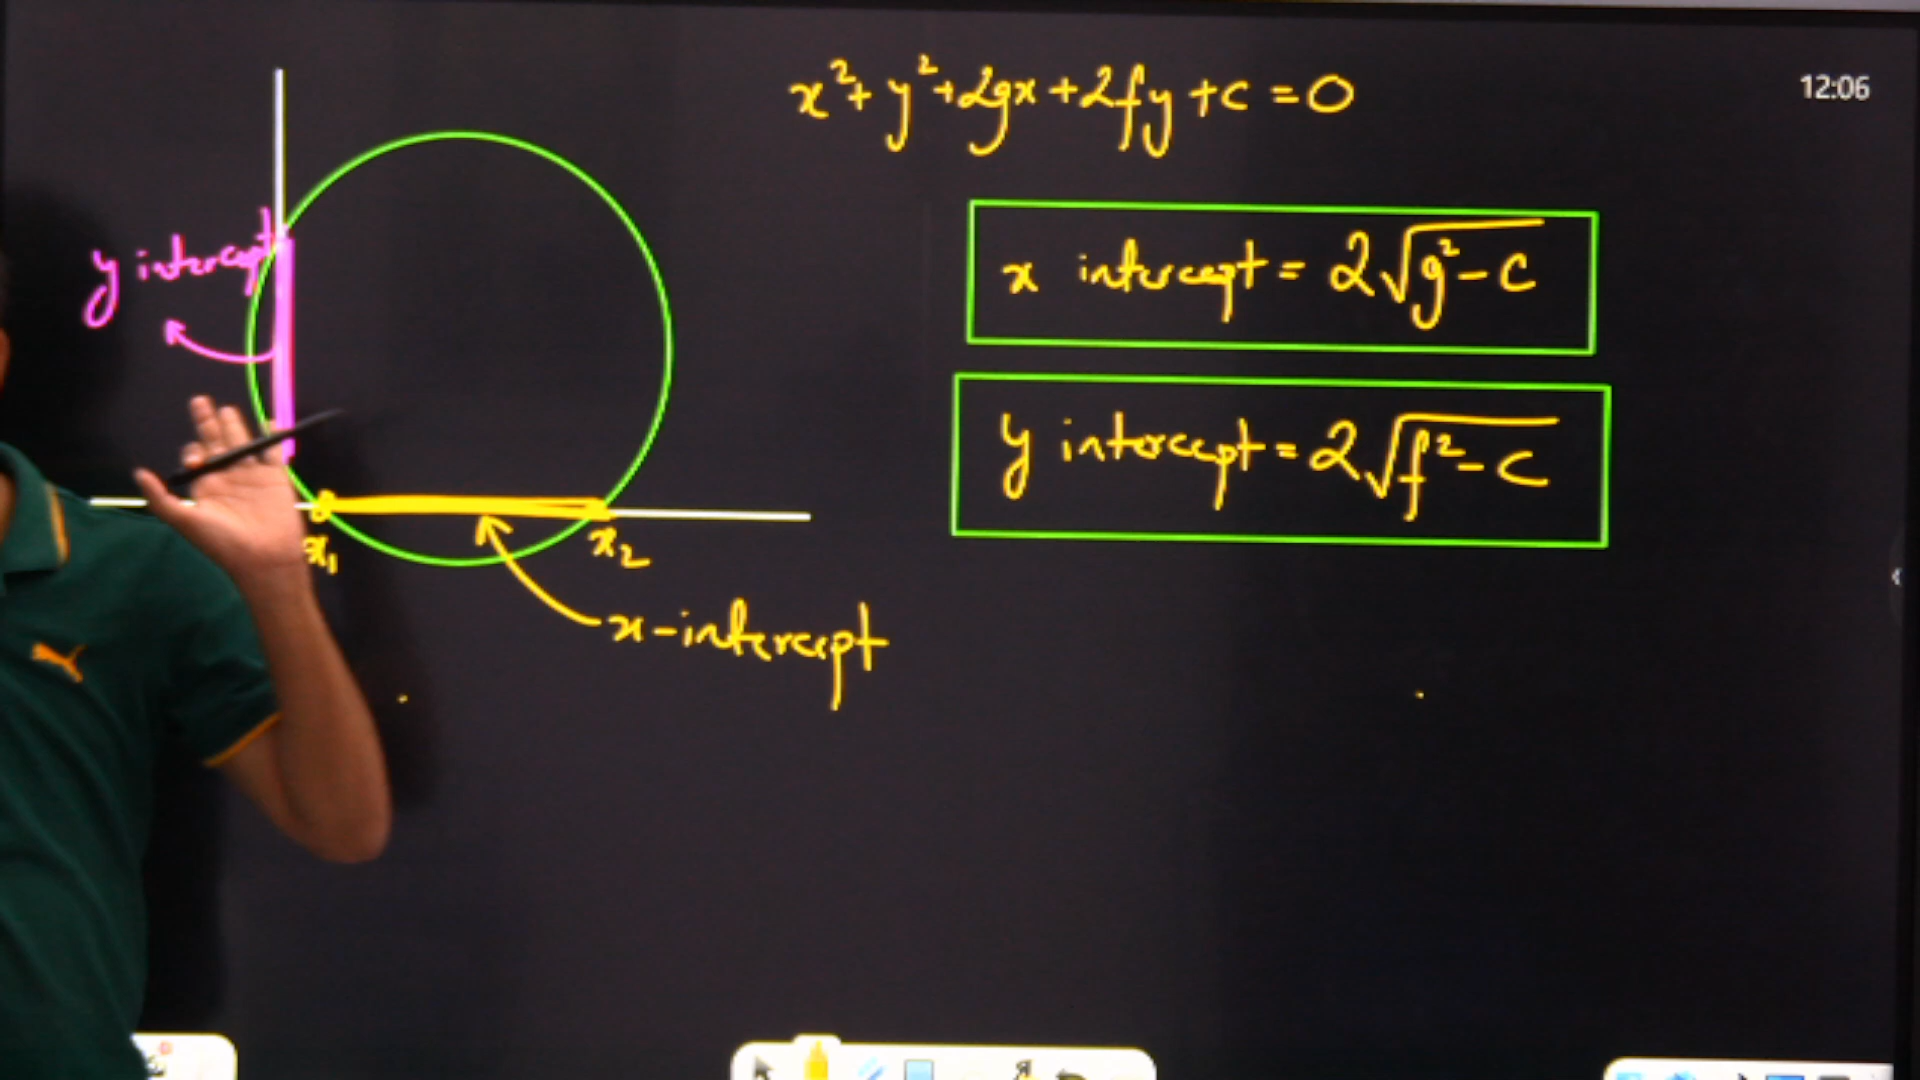 x²+y²+2gx+2fy+c=0
12:06
x intercept = 2√g²-c
y intercept
y intercept = 2√f²-c
x₁
x₂
x-intercept